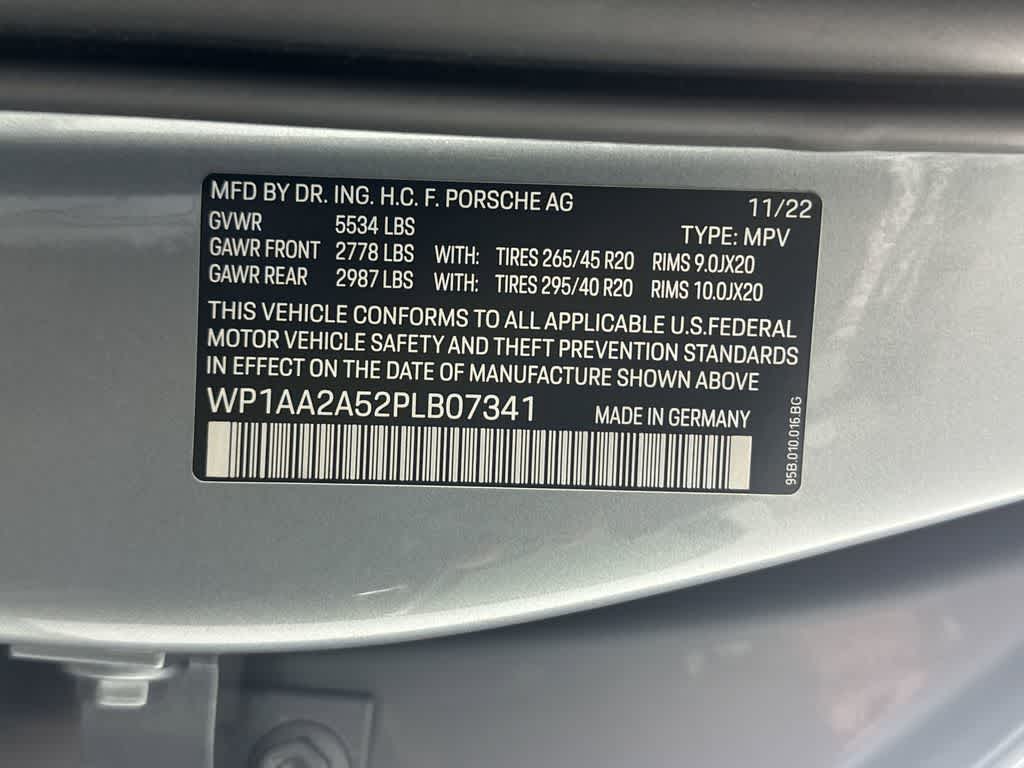 MFD BY DR. ING. H.C. F. PORSCHE AG 11/22
GVWR 5534 LBS TYPE: MPV
GAWR FRONT 2778 LBS WITH: TIRES 265/45 R20 RIMS 9.0JX20
GAWR REAR 2987 LBS WITH: TIRES 295/40 R20 RIMS 10.0JX20
THIS VEHICLE CONFORMS TO ALL APPLICABLE U.S.FEDERAL
MOTOR VEHICLE SAFETY AND THEFT PREVENTION STANDARDS
IN EFFECT ON THE DATE OF MANUFACTURE SHOWN ABOVE
WP1AA2A52PLB07341 MADE IN GERMANY
95B.010.016.BG